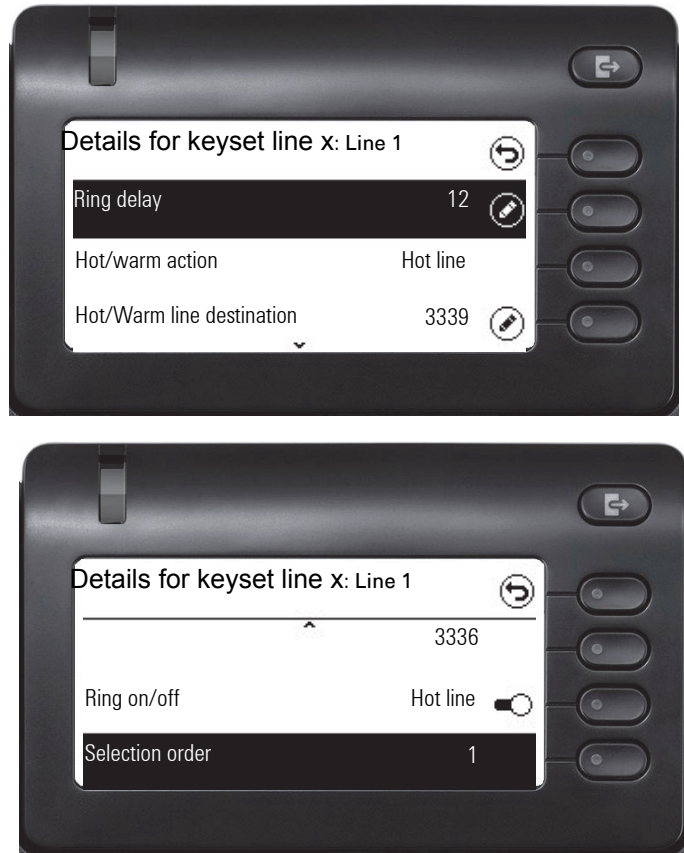 Details for keyset line x: Line 1
Ring delay 12
Hot/warm action Hot line
Hot/Warm line destination 3339
Details for keyset line x: Line 1
3336
Ring on/off Hot line
Selection order 1